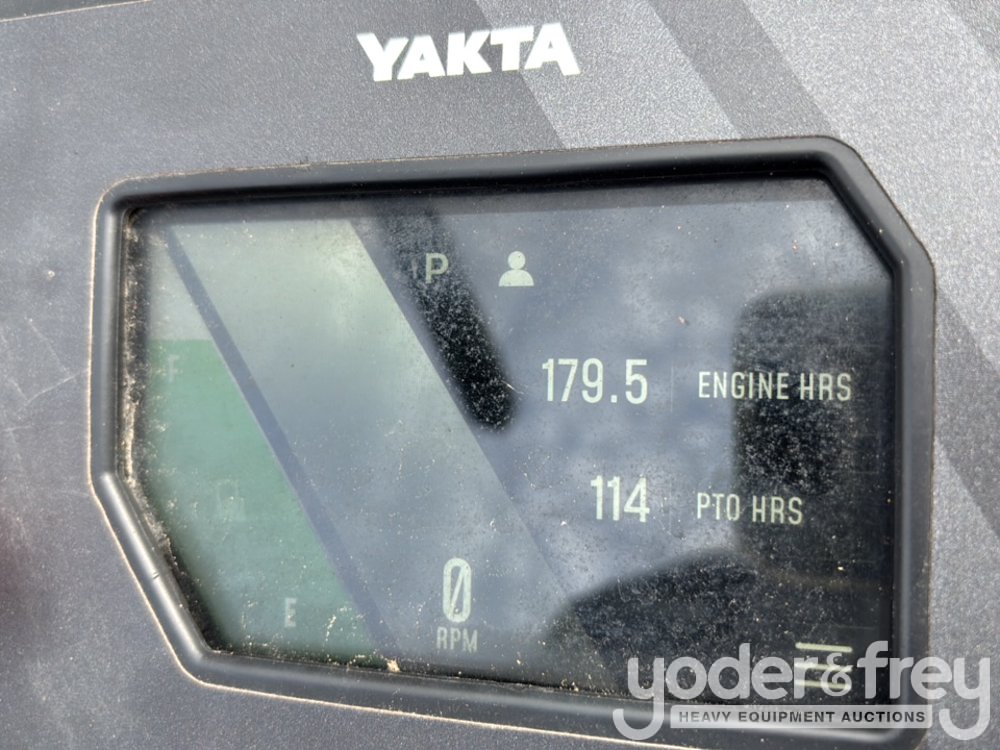 YAKTA
P
179.5 ENGINE HRS
F
114 PTO HRS
0
E
RPM
yoder&frey
HEAVY EQUIPMENT AUCTIONS